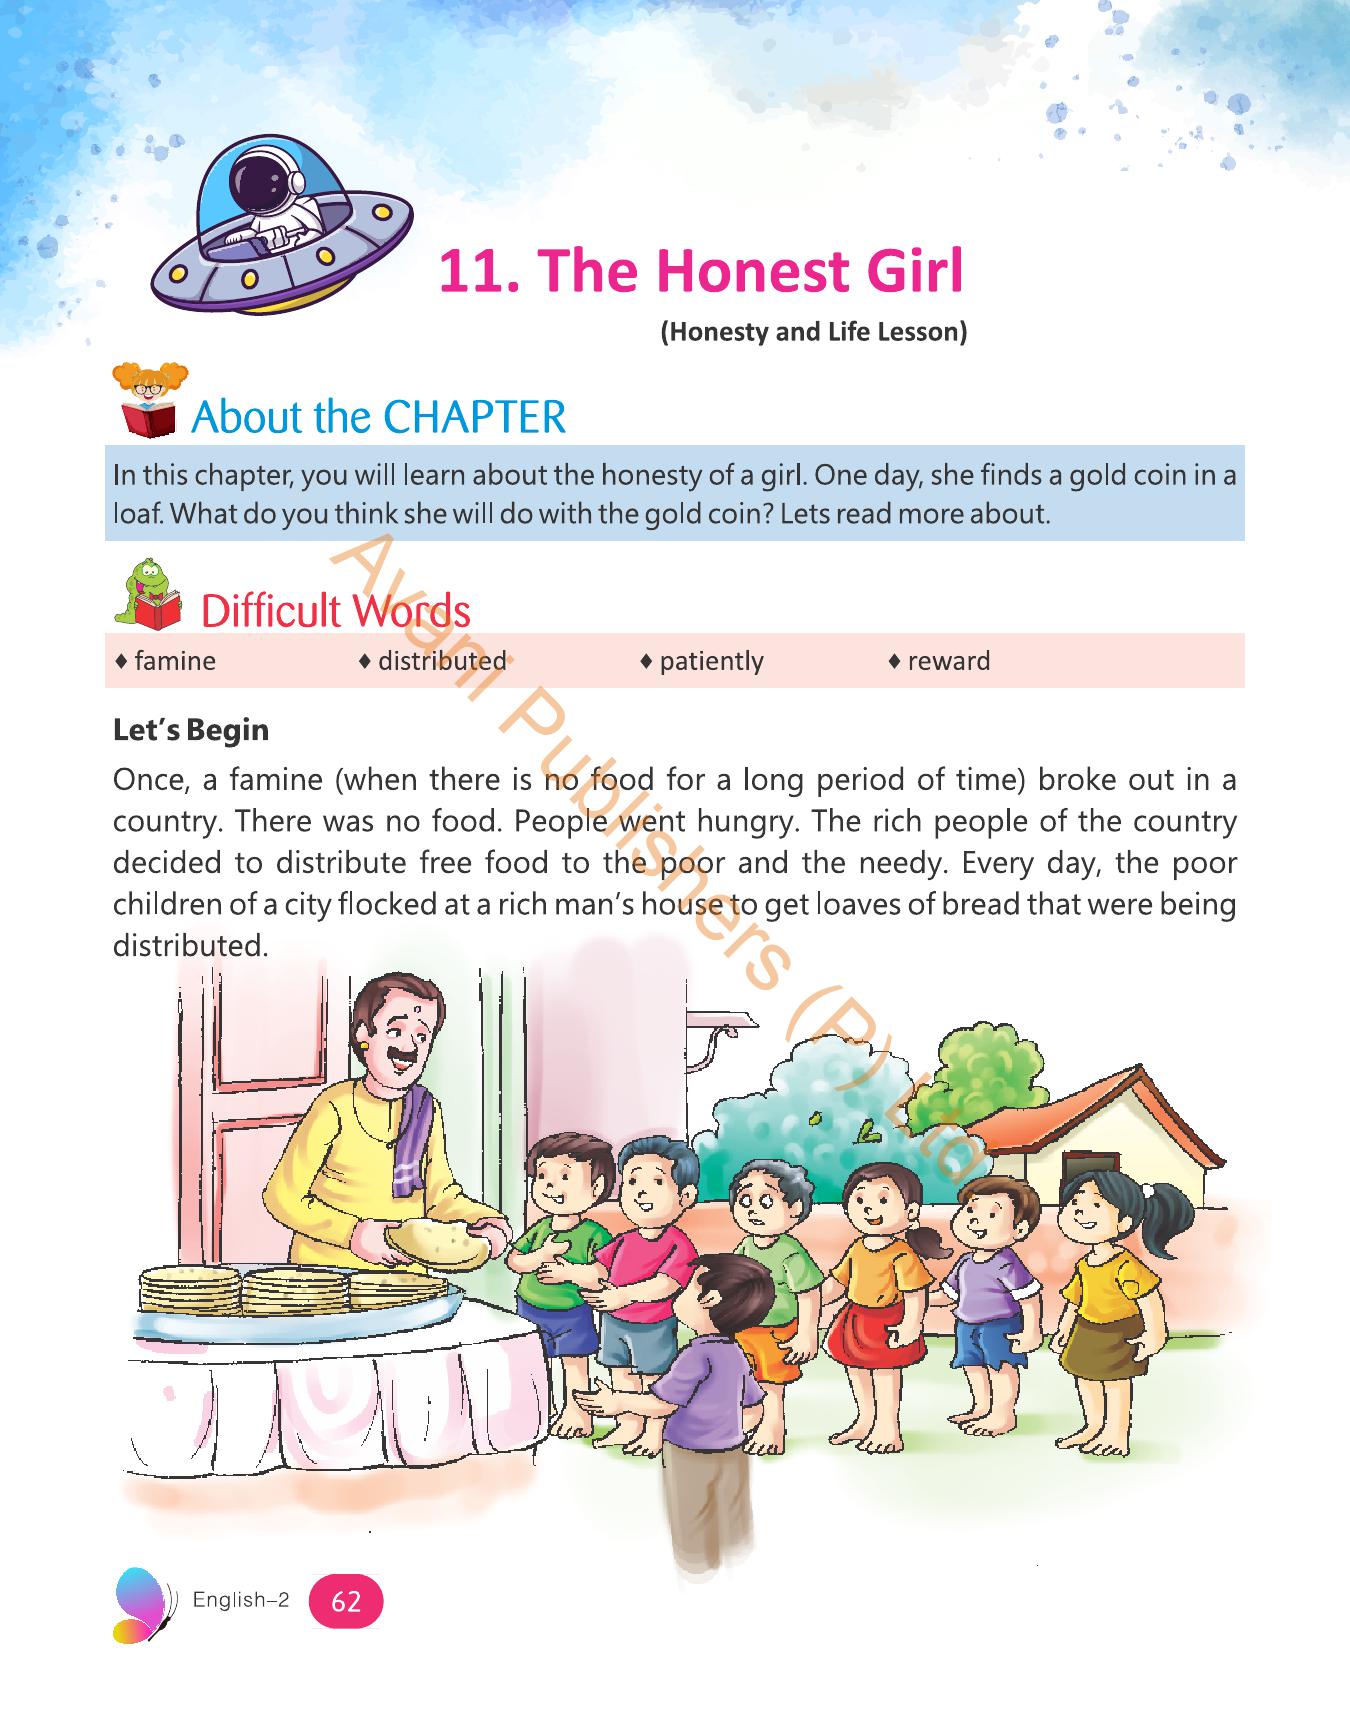 11. The Honest Girl
(Honesty and Life Lesson)
About the CHAPTER
In this chapter, you will learn about the honesty of a girl. One day, she finds a gold coin in a
loaf. What do you think she will do with the gold coin? Lets read more about.
Difficult Words
♦ famine ♦ distributed ♦ patiently ♦ reward
Let's Begin
Once, a famine (when there is no food for a long period of time) broke out in a
country. There was no food. People went hungry. The rich people of the country
decided to distribute free food to the poor and the needy. Every day, the poor
children of a city flocked at a rich man's house to get loaves of bread that were being
distributed.
Avani Publishers (P) Ltd
English–2 62